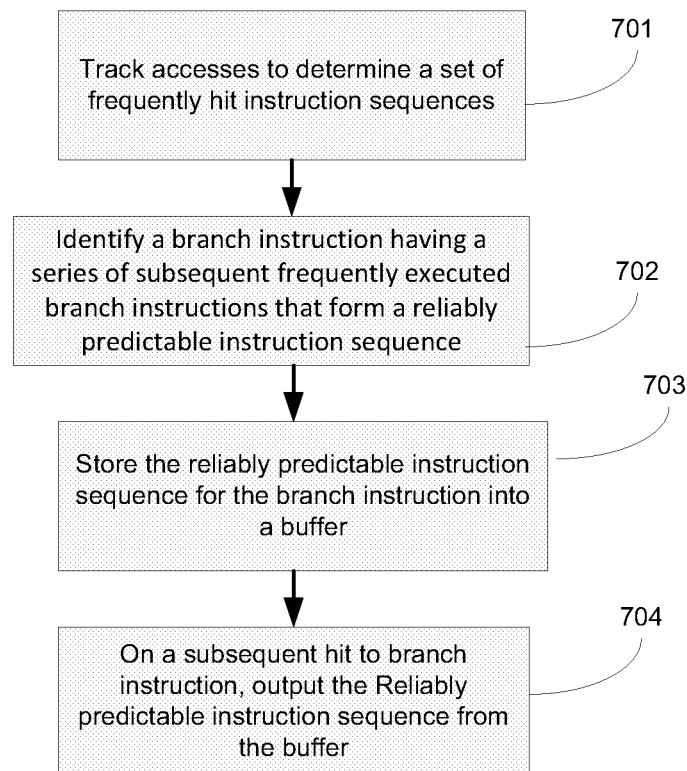 701
Track accesses to determine a set of
frequently hit instruction sequences
Identify a branch instruction having a
series of subsequent frequently executed
branch instructions that form a reliably
predictable instruction sequence
702
703
Store the reliably predictable instruction
sequence for the branch instruction into
a buffer
704
On a subsequent hit to branch
instruction, output the Reliably
predictable instruction sequence from
the buffer